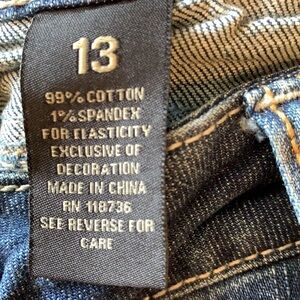 13
99% COTTON
1% SPANDEX
FOR ELASTICITY
EXCLUSIVE OF
DECORATION
MADE IN CHINA
RN 118736
SEE REVERSE FOR
CARE